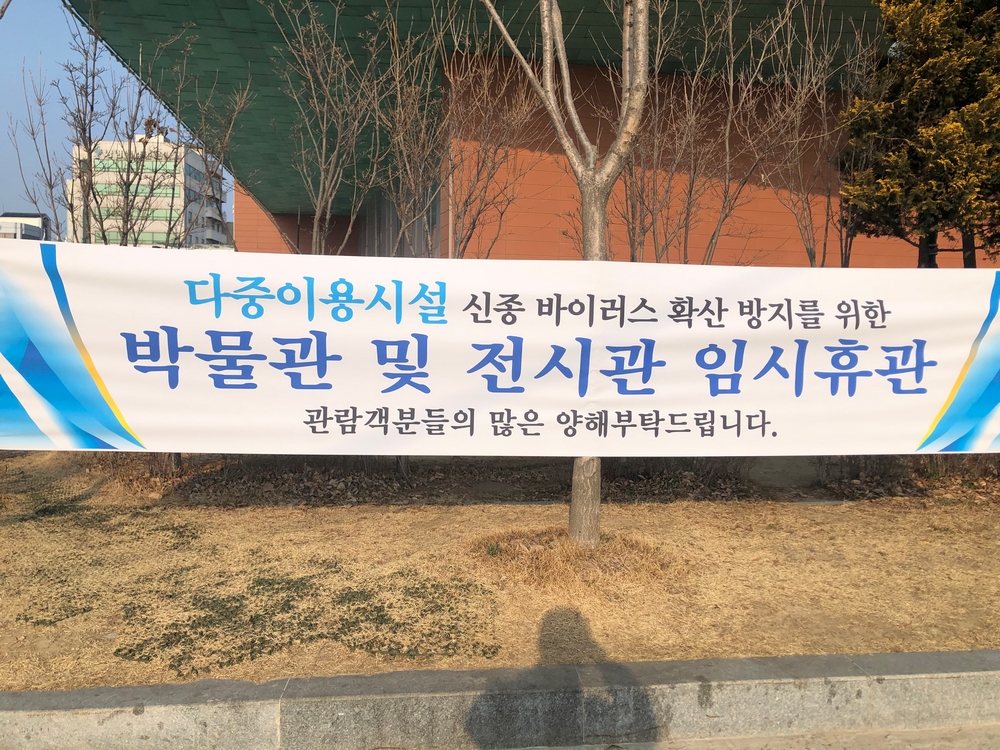 다중이용시설 신종 바이러스 확산 방지를 위한
박물관 및 전시관 임시휴관
관람객분들의 많은 양해부탁드립니다.